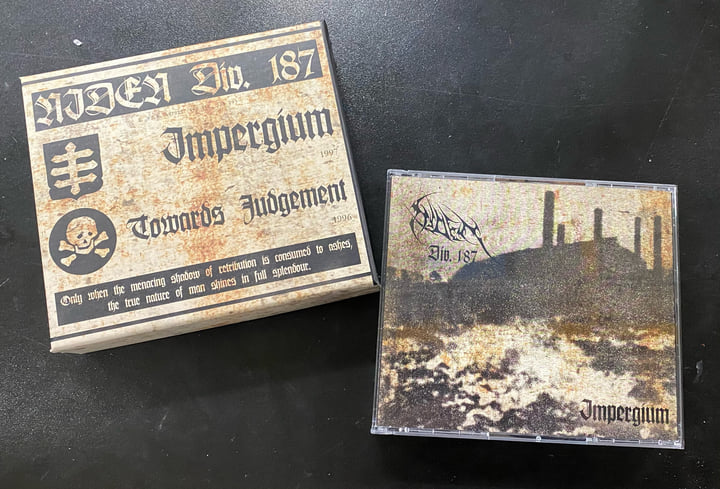 NIDEN Div. 187
Impergium
1997
Towards Judgement
1996
Only when the menacing shadow of retribution is consumed to ashes,
the true nature of man shines in full splendour.
NIDEN
Div. 187
Impergium